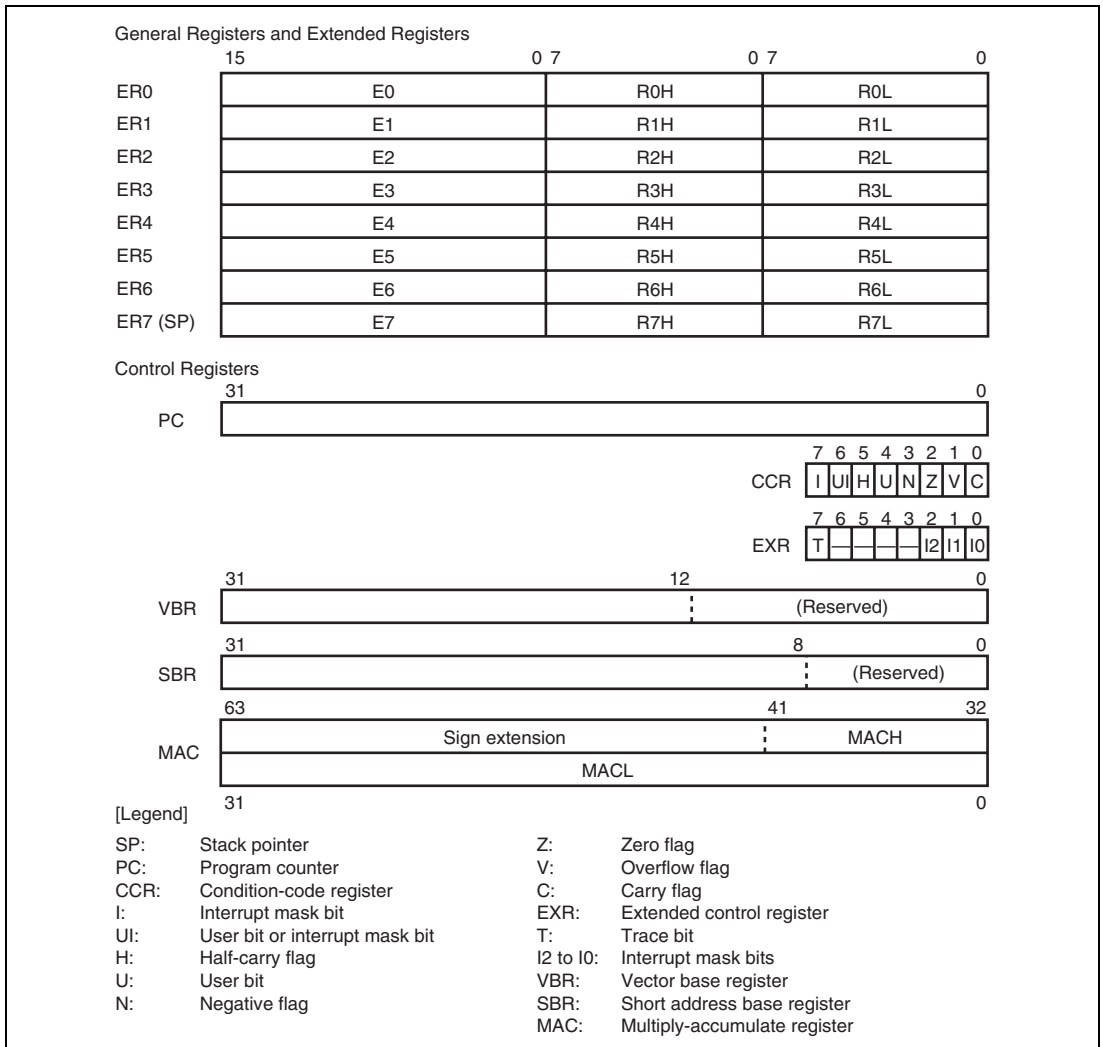 General Registers and Extended Registers
15 0 7 0 7 0
ER0 E0 R0H R0L
ER1 E1 R1H R1L
ER2 E2 R2H R2L
ER3 E3 R3H R3L
ER4 E4 R4H R4L
ER5 E5 R5H R5L
ER6 E6 R6H R6L
ER7 (SP) E7 R7H R7L
Control Registers
31 0
PC
7 6 5 4 3 2 1 0
CCR I UI H U N Z V C
7 6 5 4 3 2 1 0
EXR T — — — — I2 I1 I0
31 12 0
VBR (Reserved)
31 8 0
SBR (Reserved)
63 41 32
MAC Sign extension MACH
MACL
31 0
[Legend]
SP: Stack pointer
PC: Program counter
CCR: Condition-code register
I: Interrupt mask bit
UI: User bit or interrupt mask bit
H: Half-carry flag
U: User bit
N: Negative flag
Z: Zero flag
V: Overflow flag
C: Carry flag
EXR: Extended control register
T: Trace bit
I2 to I0: Interrupt mask bits
VBR: Vector base register
SBR: Short address base register
MAC: Multiply-accumulate register